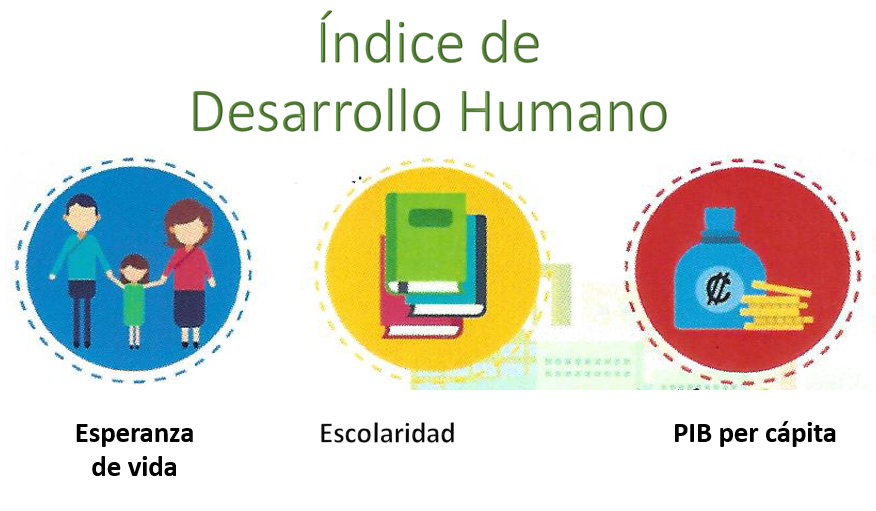 Índice de
Desarrollo Humano
₡
Esperanza
de vida
Escolaridad
PIB per cápita